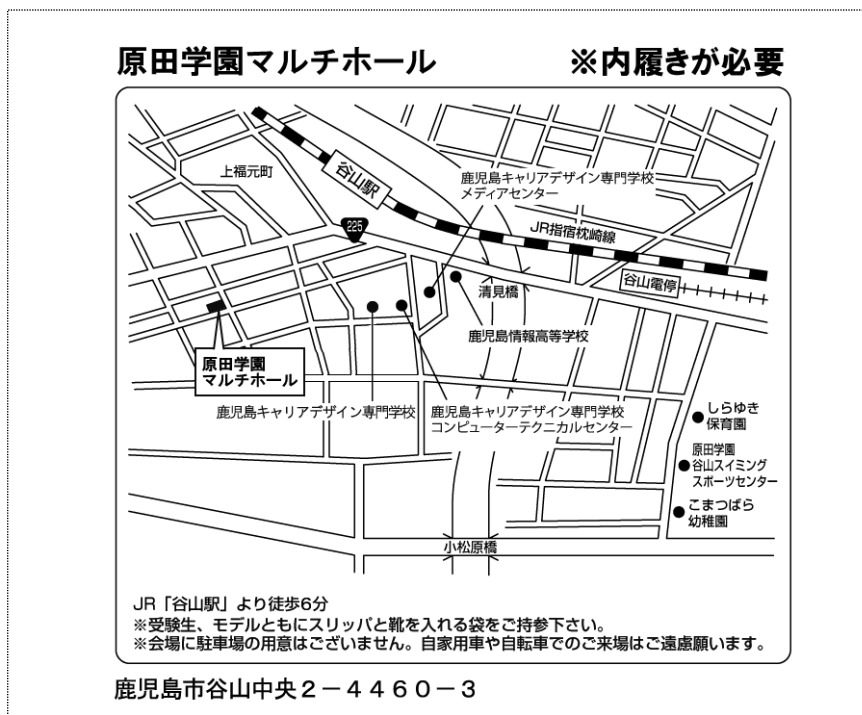 原田学園マルチホール　※内履きが必要
上福元町
谷山駅
鹿児島キャリアデザイン専門学校
メディアセンター
225
JR指宿枕崎線
谷山電停
清見橋
鹿児島情報高等学校
原田学園
マルチホール
鹿児島キャリアデザイン専門学校
鹿児島キャリアデザイン専門学校
コンピューターテクニカルセンター
しらゆき
保育園
原田学園
谷山スイミング
スポーツセンター
こまつばら
幼稚園
小松原橋
JR「谷山駅」より徒歩6分
※受験生、モデルともにスリッパと靴を入れる袋をご持参下さい。
※会場に駐車場の用意はございません。自家用車や自転車でのご来場はご遠慮願います。
鹿児島市谷山中央２－４４６０－３